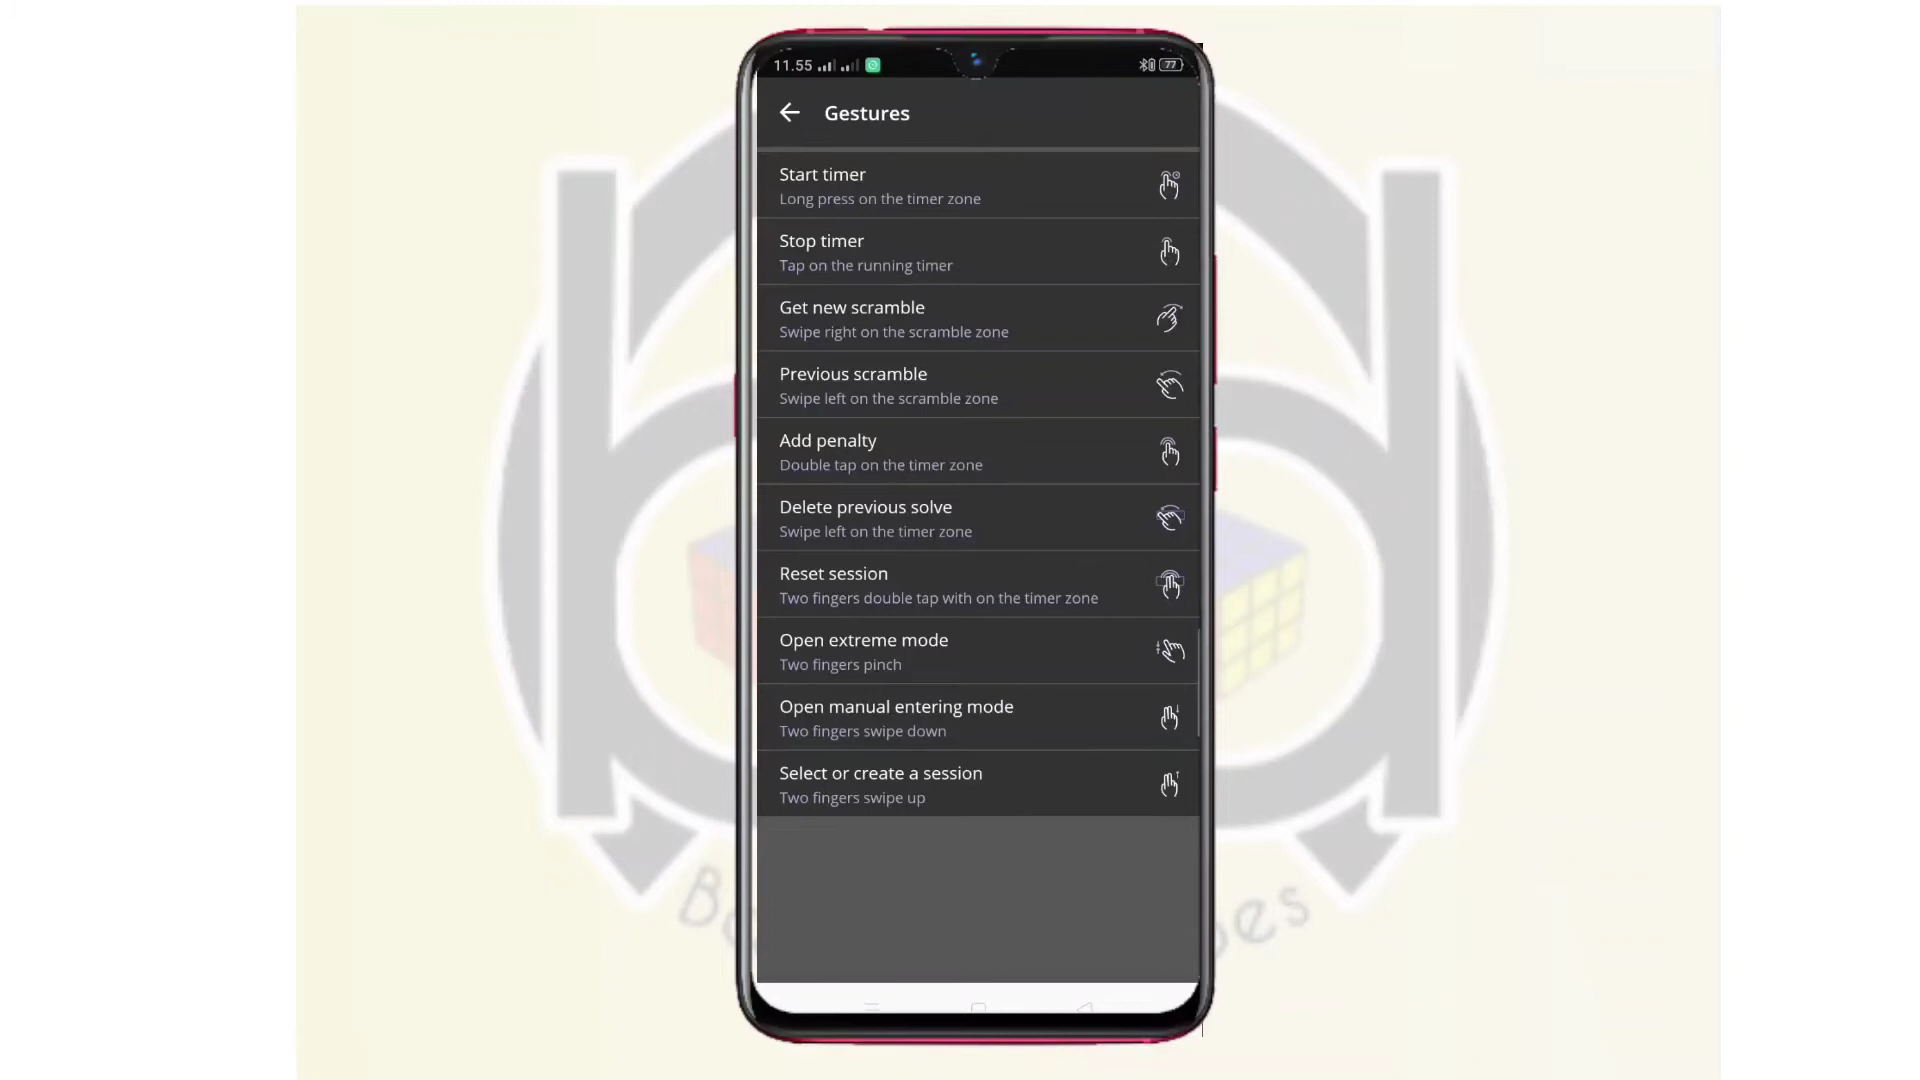 11.55
77
Gestures
Start timer
Long press on the timer zone
Stop timer
Tap on the running timer
Get new scramble
Swipe right on the scramble zone
Previous scramble
Swipe left on the scramble zone
Add penalty
Double tap on the timer zone
Delete previous solve
Swipe left on the timer zone
Reset session
Two fingers double tap with on the timer zone
Open extreme mode
Two fingers pinch
Open manual entering mode
Two fingers swipe down
Select or create a session
Two fingers swipe up